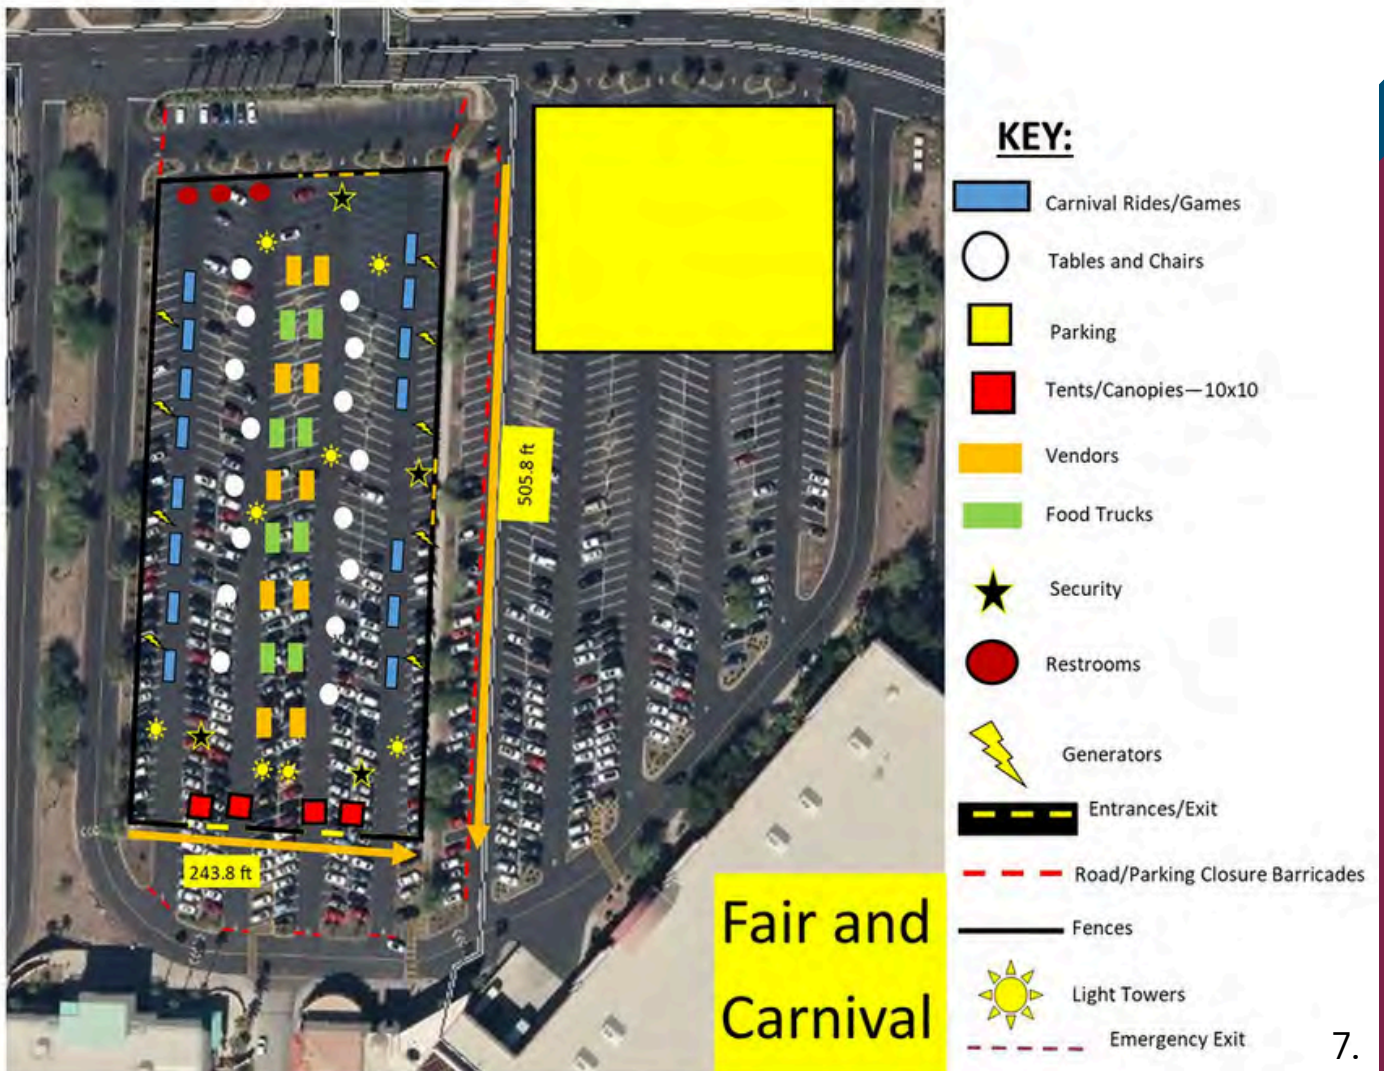 KEY:
Carnival Rides/Games
Tables and Chairs
Parking
Tents/Canopies—10x10
Vendors
Food Trucks
Security
Restrooms
Generators
Entrances/Exit
Road/Parking Closure Barricades
Fences
Light Towers
Emergency Exit
505.8 ft
243.8 ft
Fair and
Carnival
7.